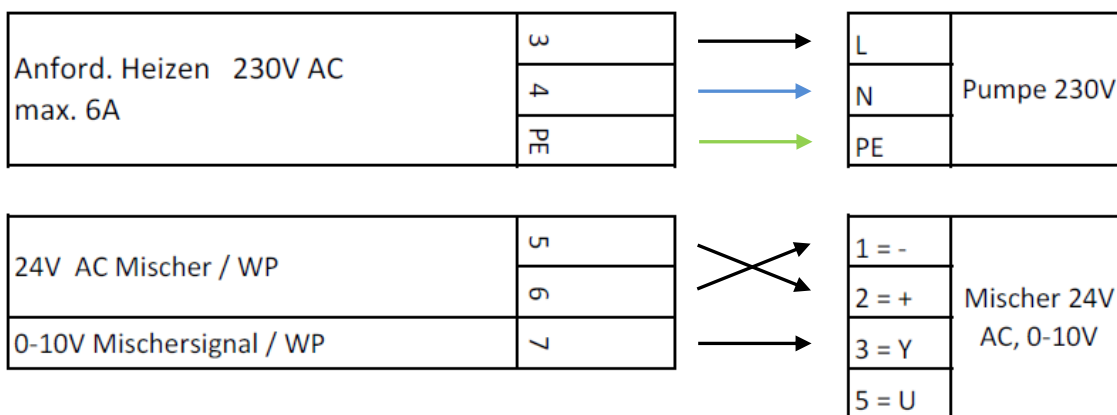 Anford. Heizen 230V AC
max. 6A
3
4
PE
L
N
PE
Pumpe 230V
24V AC Mischer / WP
5
6
0-10V Mischersignal / WP
7
1 = -
2 = +
3 = Y
5 = U
Mischer 24V
AC, 0-10V